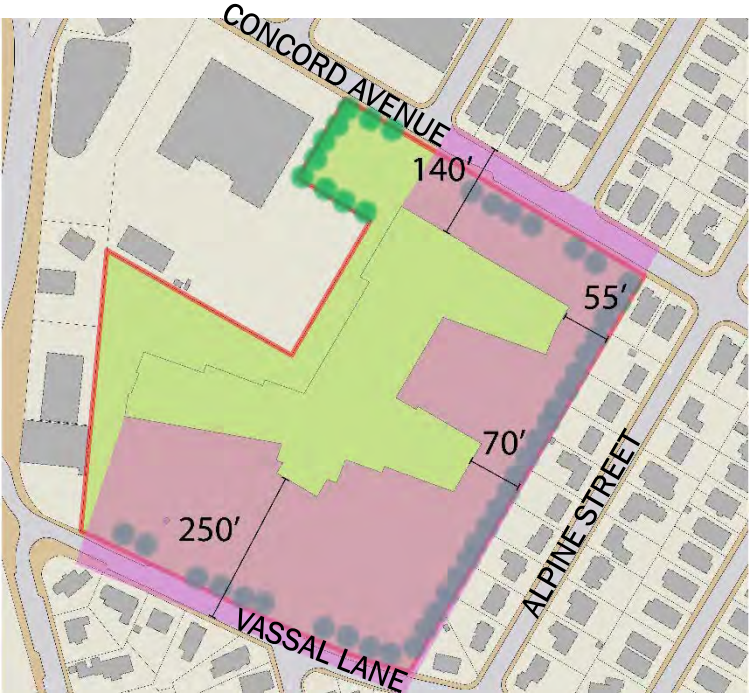 CONCORD AVENUE
140′
55′
70′
250′
ALPINE STREET
VASSAL LANE